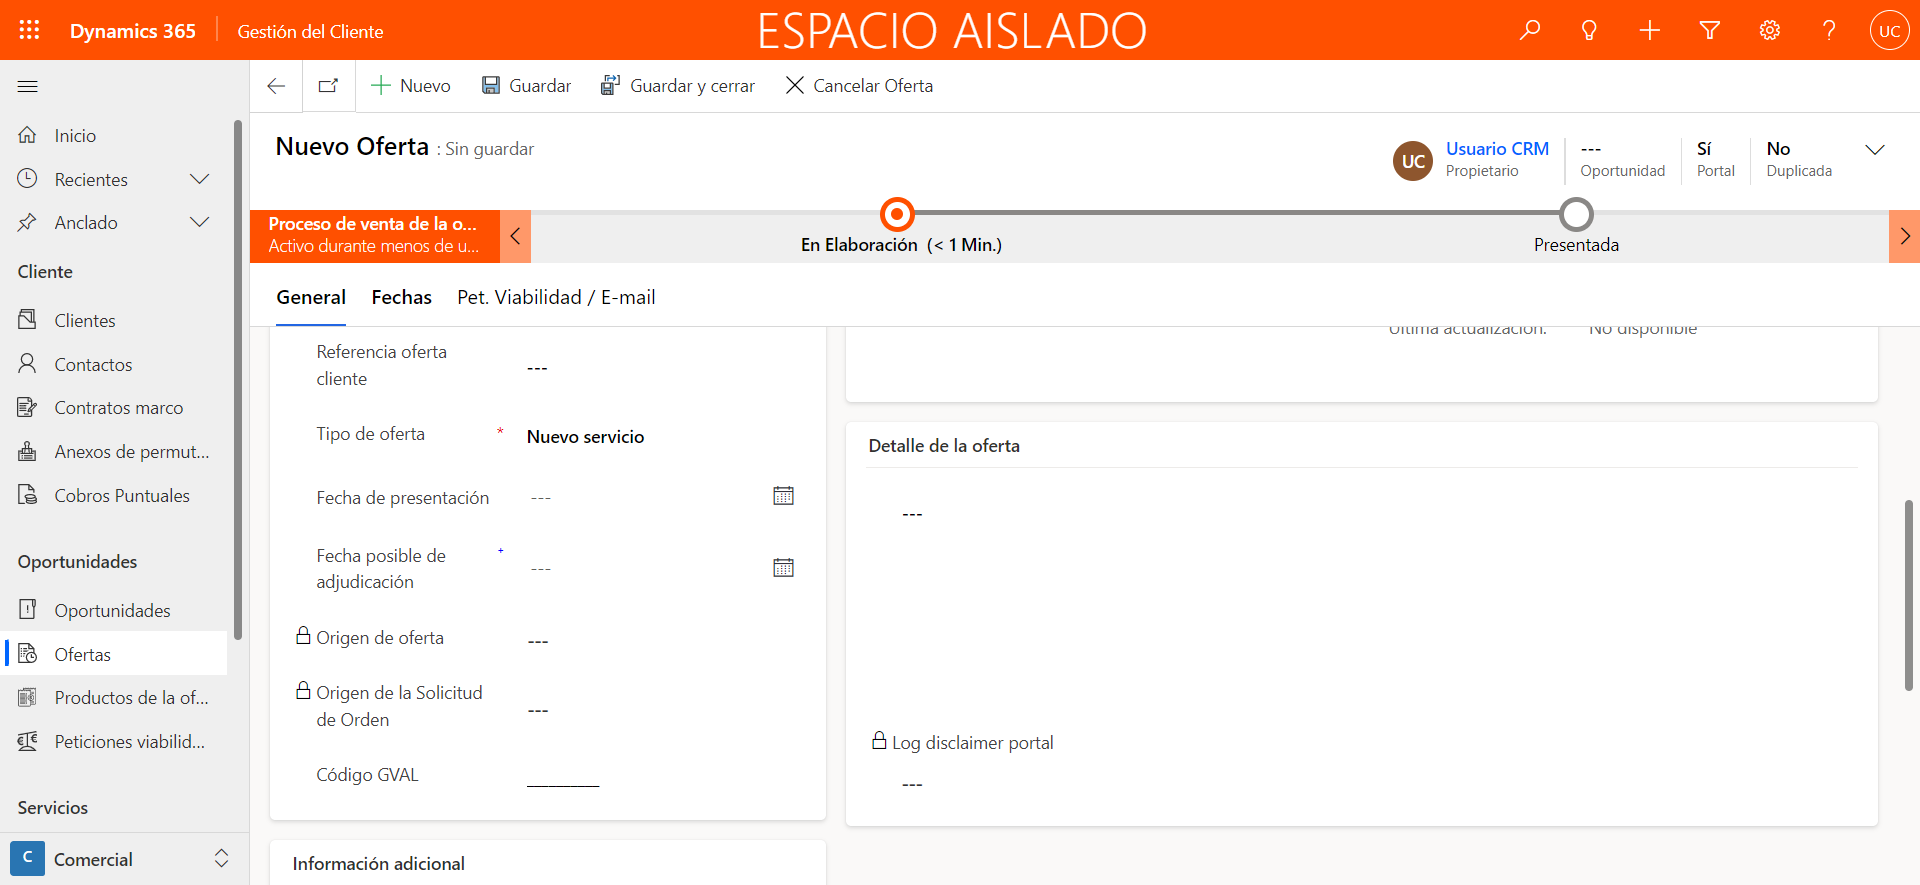 Dynamics 365
Gestión del Cliente
ESPACIO AISLADO
UC
Nuevo
Guardar
Guardar y cerrar
Cancelar Oferta
Inicio
Recientes
Anclado
Cliente
Clientes
Contactos
Contratos marco
Anexos de permut...
Cobros Puntuales
Oportunidades
Oportunidades
Ofertas
Productos de la of...
Peticiones viabilid...
Servicios
C
Comercial
Nuevo Oferta : Sin guardar
UC
Usuario CRM
Propietario
---
Oportunidad
Sí
Portal
No
Duplicada
Proceso de venta de la o...
Activo durante menos de u...
En Elaboración (< 1 Min.)
Presentada
General
Fechas
Pet. Viabilidad / E-mail
Referencia oferta
cliente
---
Tipo de oferta *
Nuevo servicio
Fecha de presentación
---
Fecha posible de +
adjudicación
---
Origen de oferta
---
Origen de la Solicitud
de Orden
---
Código GVAL
Información adicional
Última actualización:
No disponible
Detalle de la oferta
---
Log disclaimer portal
---